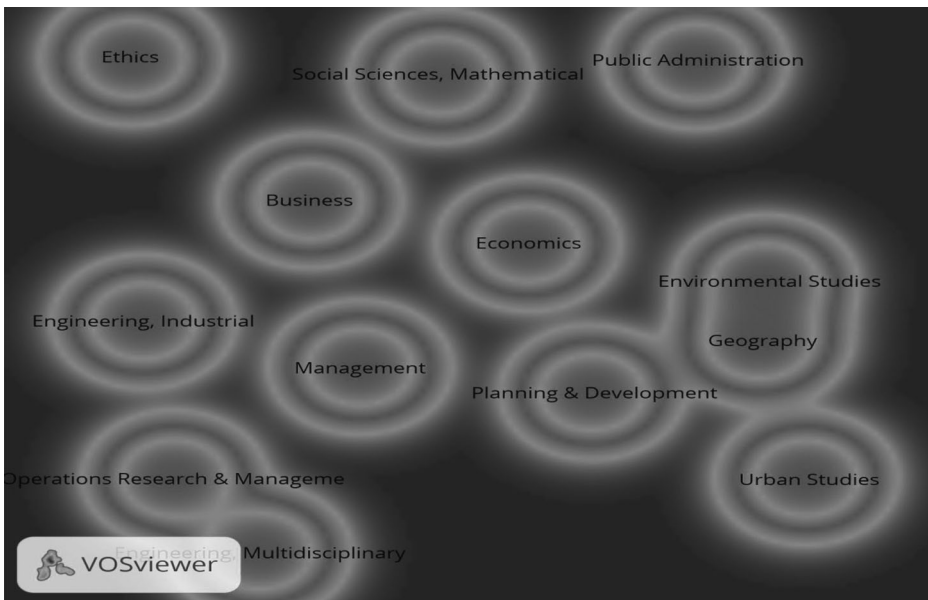 Ethics
Social Sciences, Mathematical
Public Administration
Business
Economics
Environmental Studies
Engineering, Industrial
Geography
Management
Planning & Development
Operations Research & Manageme
Urban Studies
Engineering, Multidisciplinary
VOSviewer